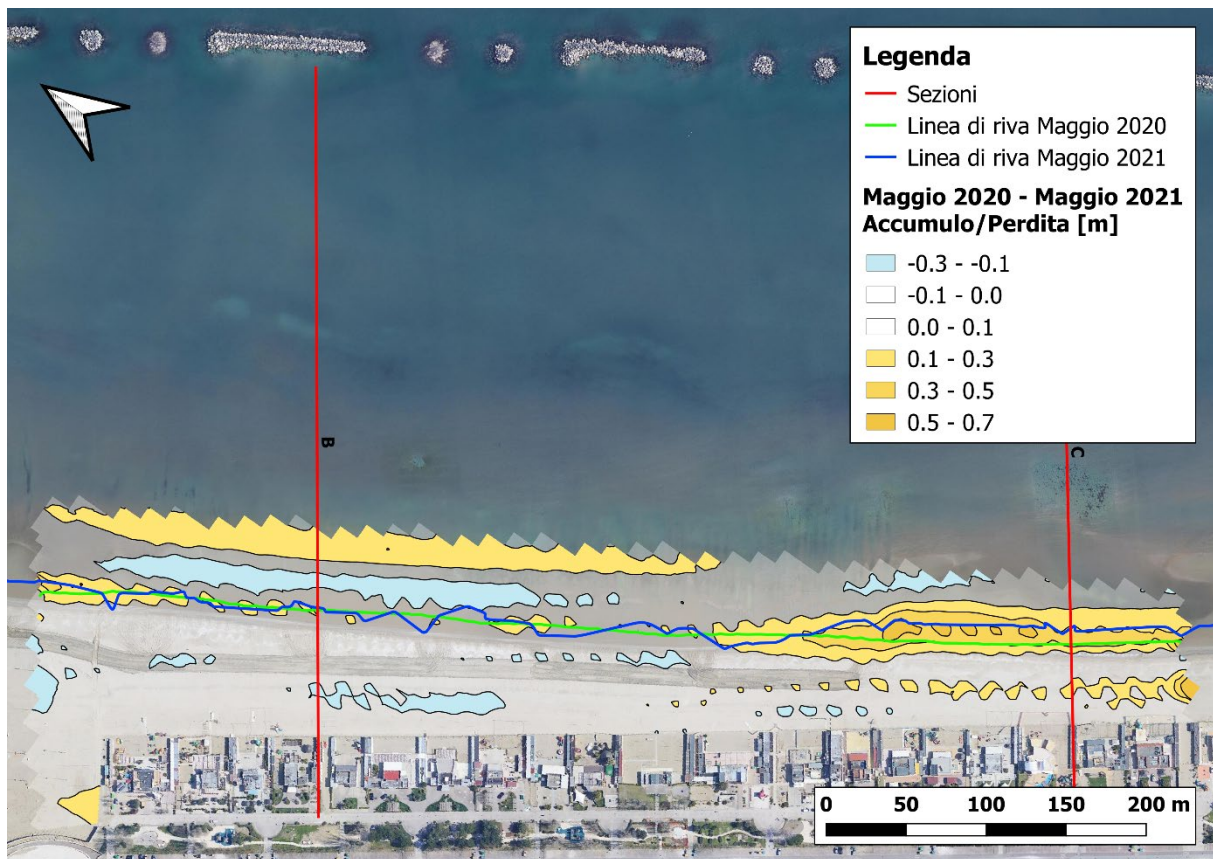 Legenda
Sezioni
Linea di riva Maggio 2020
Linea di riva Maggio 2021
Maggio 2020 - Maggio 2021
Accumulo/Perdita [m]
-0.3 - -0.1
-0.1 - 0.0
0.0 - 0.1
0.1 - 0.3
0.3 - 0.5
0.5 - 0.7
B
C
0 50 100 150 200 m